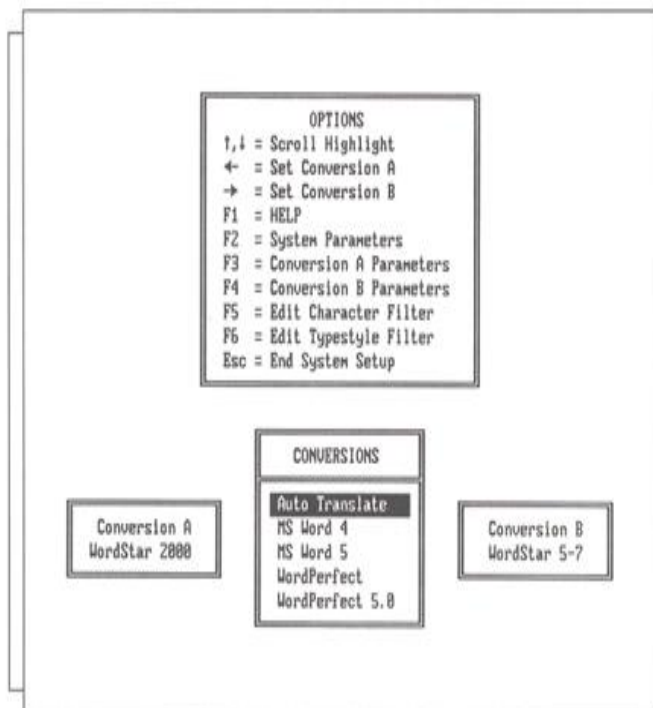 OPTIONS
↑,↓ = Scroll Highlight
← = Set Conversion A
→ = Set Conversion B
F1 = HELP
F2 = System Parameters
F3 = Conversion A Parameters
F4 = Conversion B Parameters
F5 = Edit Character Filter
F6 = Edit Typestyle Filter
Esc = End System Setup
CONVERSIONS
Auto Translate
MS Word 4
MS Word 5
WordPerfect
WordPerfect 5.0
Conversion A
WordStar 2000
Conversion B
WordStar 5-7